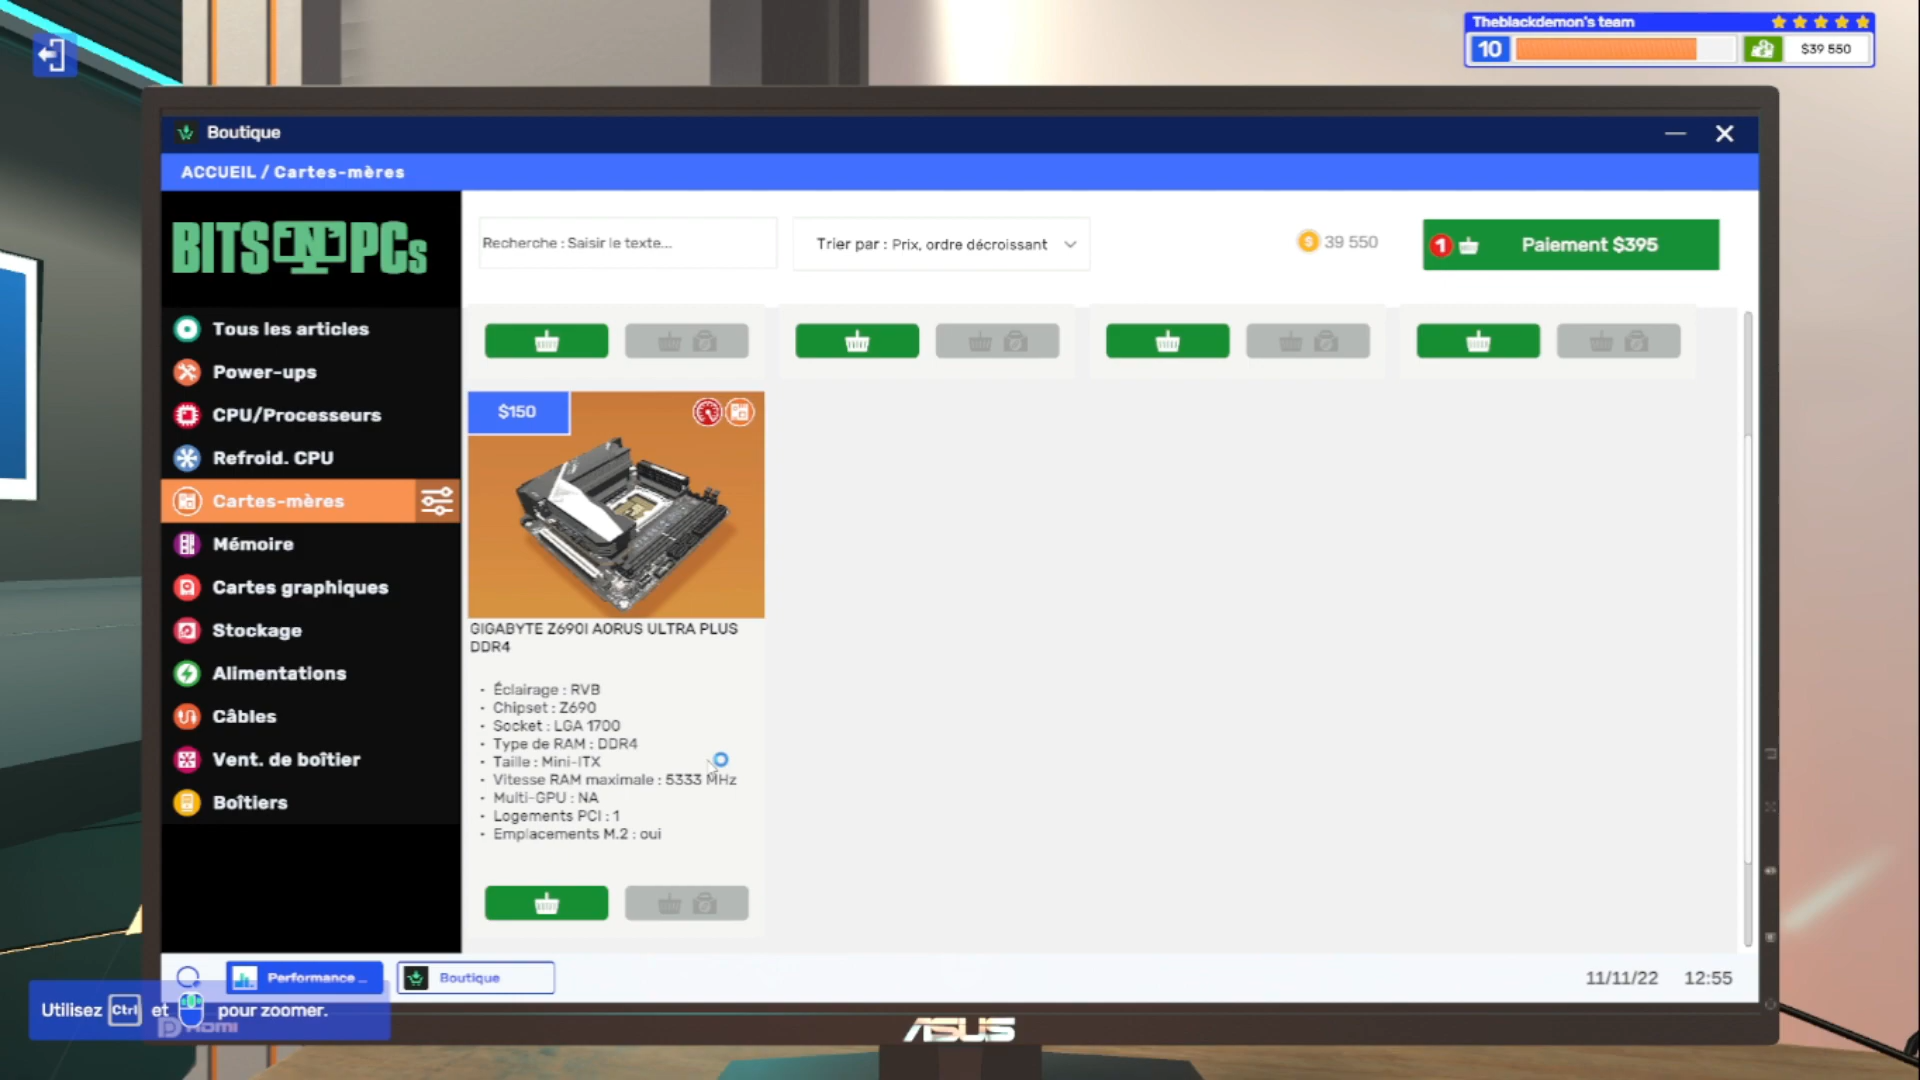 Theblackdemon's team
10
$39 550
Boutique
ACCUEIL / Cartes-mères
BITS N PCs
Recherche : Saisir le texte...
Trier par : Prix, ordre décroissant
39 550
1
Paiement $395
Tous les articles
Power-ups
CPU/Processeurs
Refroid. CPU
Cartes-mères
Mémoire
Cartes graphiques
Stockage
Alimentations
Câbles
Vent. de boîtier
Boîtiers
$150
GIGABYTE Z690I AORUS ULTRA PLUS
DDR4
• Éclairage : RVB
• Chipset : Z690
• Socket : LGA 1700
• Type de RAM : DDR4
• Taille : Mini-ITX
• Vitesse RAM maximale : 5333 MHz
• Multi-GPU : NA
• Logements PCI : 1
• Emplacements M.2 : oui
Performance ...
Boutique
11/11/22
12:55
Utilisez Ctrl et pour zoomer.
HDMI
ASUS